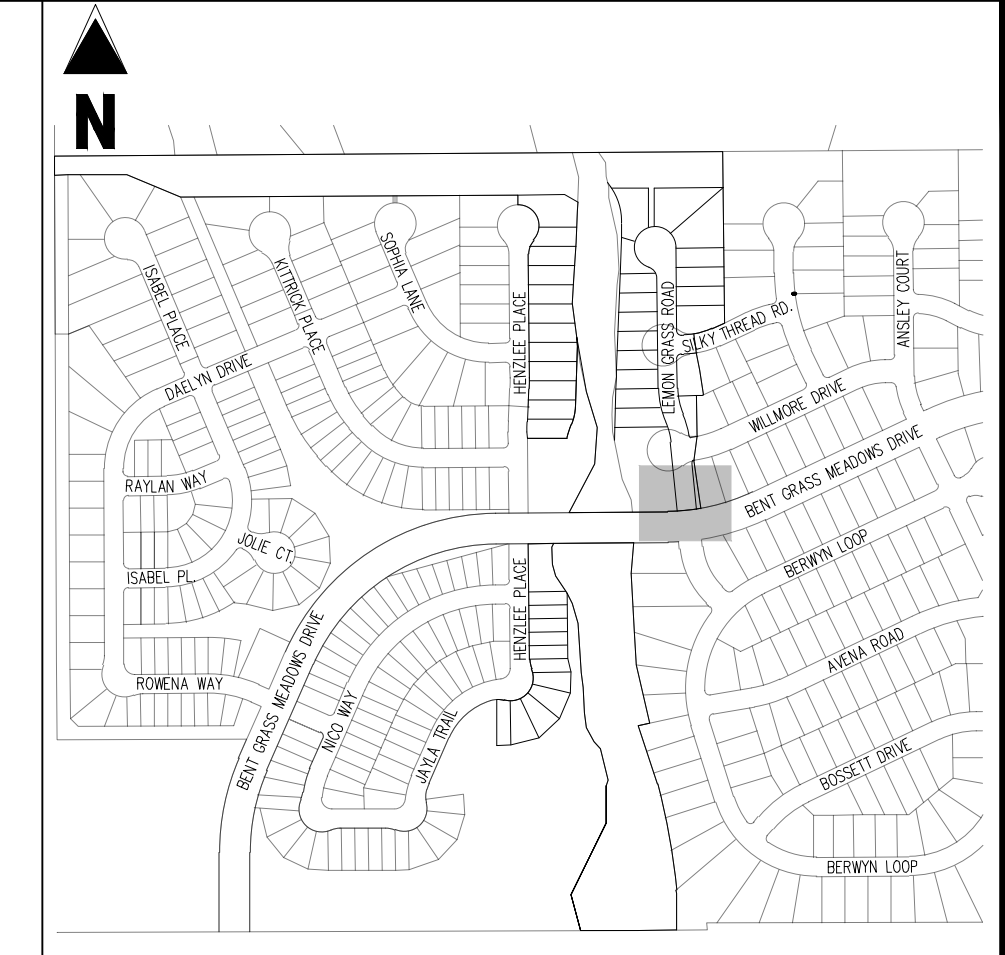 N
ISABEL PLACE
KITTRICK PLACE
SOPHIA LANE
HENZLEE PLACE
LEMON GRASS ROAD
SILKY THREAD RD.
ANSLEY COURT
DAELYN DRIVE
WILLMORE DRIVE
BENT GRASS MEADOWS DRIVE
RAYLAN WAY
JOLIE CT.
ISABEL PL.
BERWYN LOOP
HENZLEE PLACE
AVENA ROAD
ROWENA WAY
BENT GRASS MEADOWS DRIVE
NICO WAY
JAYLA TRAIL
BOSSETT DRIVE
BERWYN LOOP